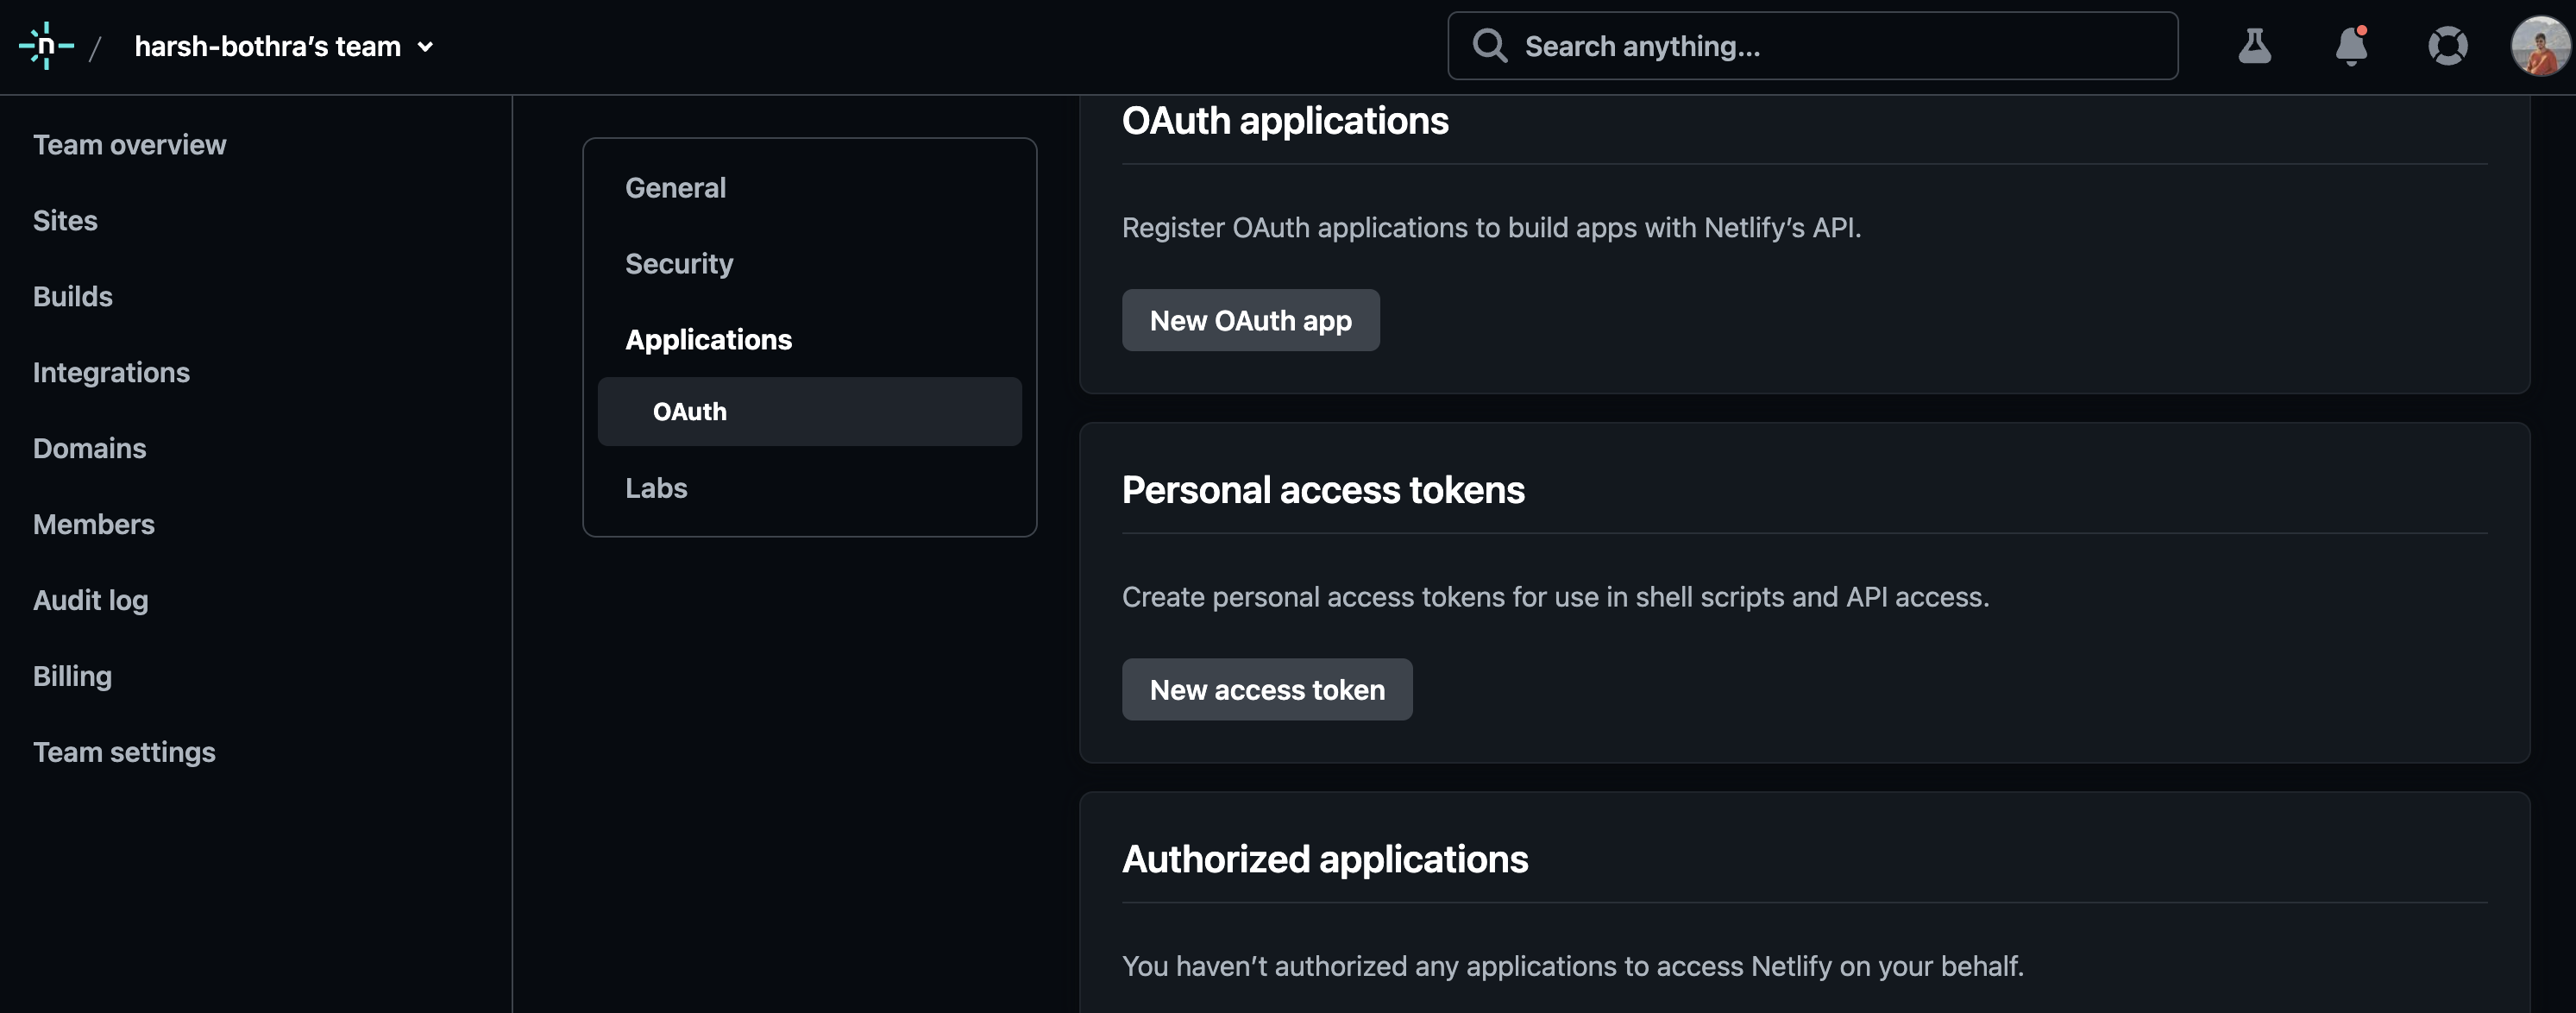 n / harsh-bothra’s team
Search anything...
Team overview
Sites
Builds
Integrations
Domains
Members
Audit log
Billing
Team settings
General
Security
Applications
OAuth
Labs
OAuth applications
Register OAuth applications to build apps with Netlify’s API.
New OAuth app
Personal access tokens
Create personal access tokens for use in shell scripts and API access.
New access token
Authorized applications
You haven’t authorized any applications to access Netlify on your behalf.